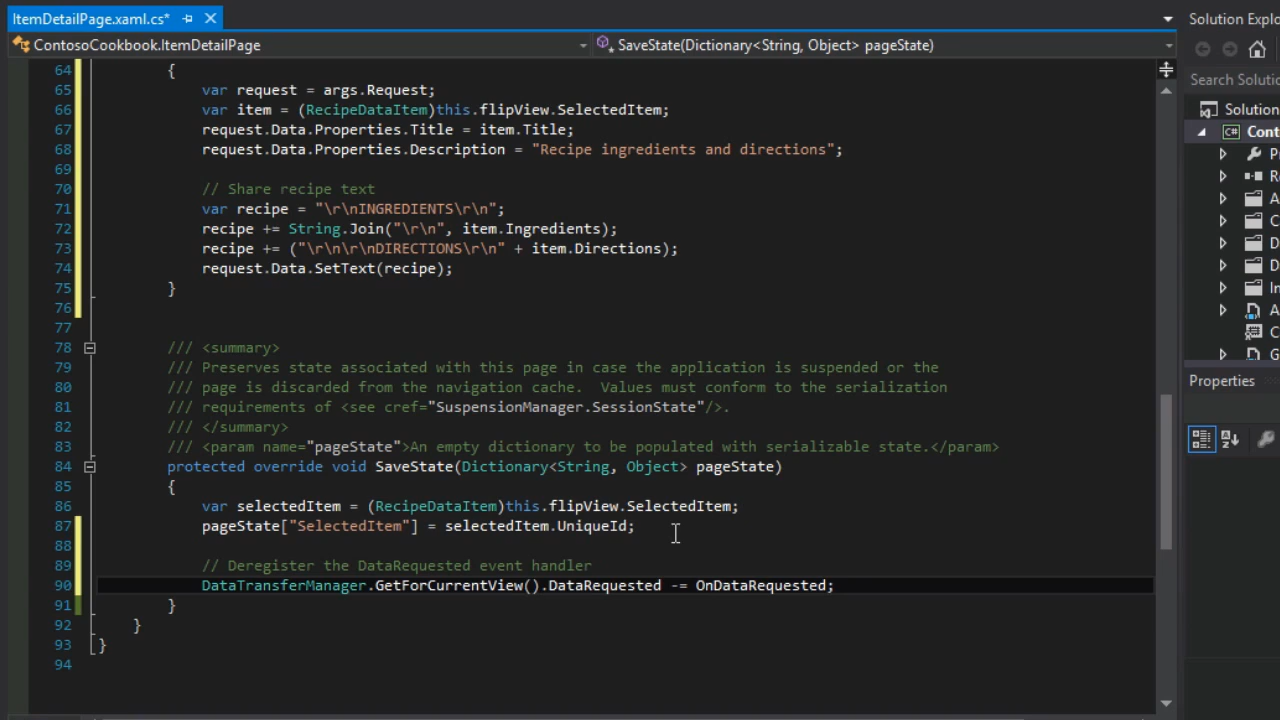 ItemDetailPage.xaml.cs*
Solution Explo
ContosoCookbook.ItemDetailPage
SaveState(Dictionary<String, Object> pageState)
Search Solutio
Solution
C# Cont
Properties
64 {
65 var request = args.Request;
66 var item = (RecipeDataItem)this.flipView.SelectedItem;
67 request.Data.Properties.Title = item.Title;
68 request.Data.Properties.Description = "Recipe ingredients and directions";
69
70 // Share recipe text
71 var recipe = "\r\nINGREDIENTS\r\n";
72 recipe += String.Join("\r\n", item.Ingredients);
73 recipe += ("\r\n\r\nDIRECTIONS\r\n" + item.Directions);
74 request.Data.SetText(recipe);
75 }
76
77
78 /// <summary>
79 /// Preserves state associated with this page in case the application is suspended or the
80 /// page is discarded from the navigation cache.  Values must conform to the serialization
81 /// requirements of <see cref="SuspensionManager.SessionState"/>.
82 /// </summary>
83 /// <param name="pageState">An empty dictionary to be populated with serializable state.</param>
84 protected override void SaveState(Dictionary<String, Object> pageState)
85 {
86 var selectedItem = (RecipeDataItem)this.flipView.SelectedItem;
87 pageState["SelectedItem"] = selectedItem.UniqueId;
88
89 // Deregister the DataRequested event handler
90 DataTransferManager.GetForCurrentView().DataRequested -= OnDataRequested;
91 }
92 }
93 }
94